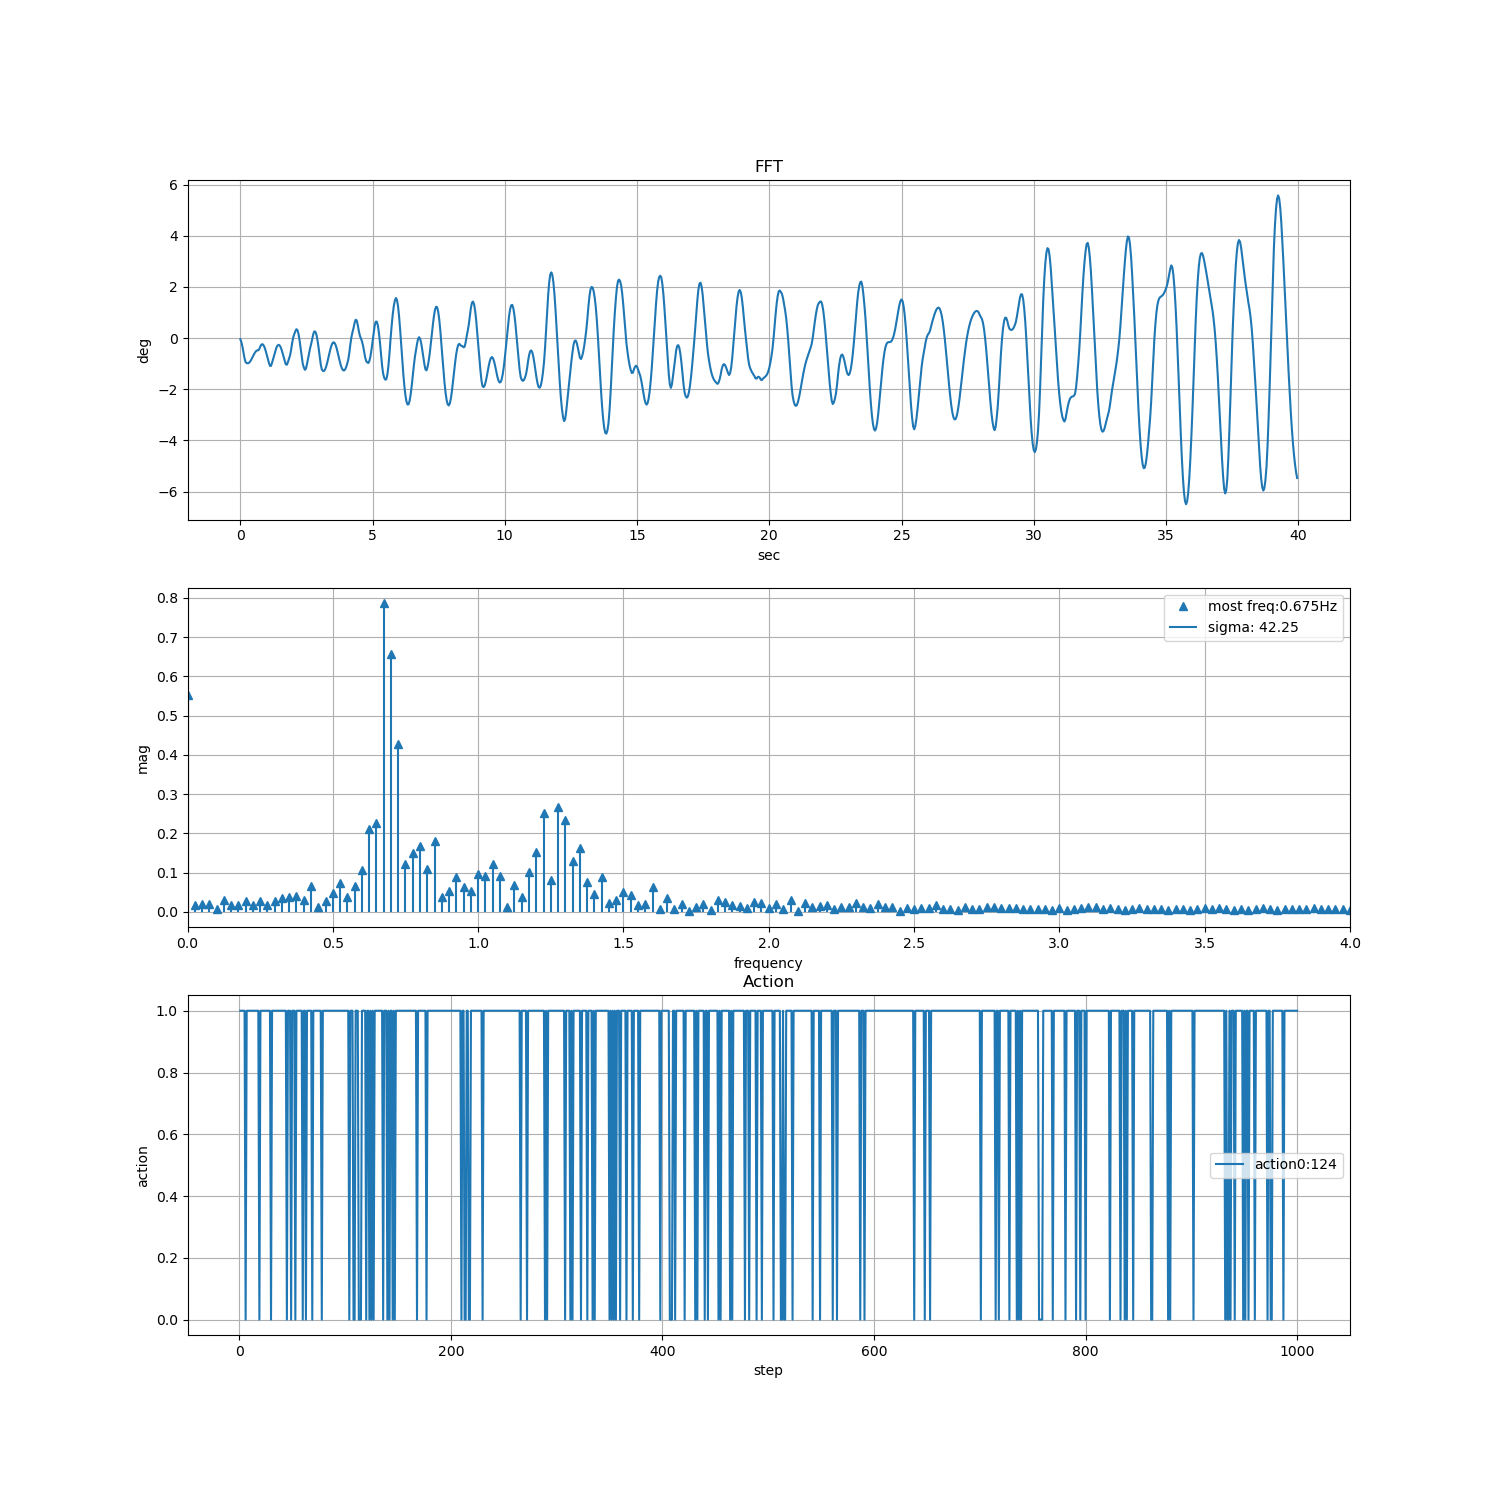 FFT
6
4
2
0
−2
−4
−6
deg
0 5 10 15 20 25 30 35 40
sec
0.8
0.7
0.6
0.5
0.4
0.3
0.2
0.1
0.0
mag
most freq:0.675Hz
sigma: 42.25
0.0 0.5 1.0 1.5 2.0 2.5 3.0 3.5 4.0
frequency
Action
1.0
0.8
0.6
0.4
0.2
0.0
action
action0:124
0 200 400 600 800 1000
step